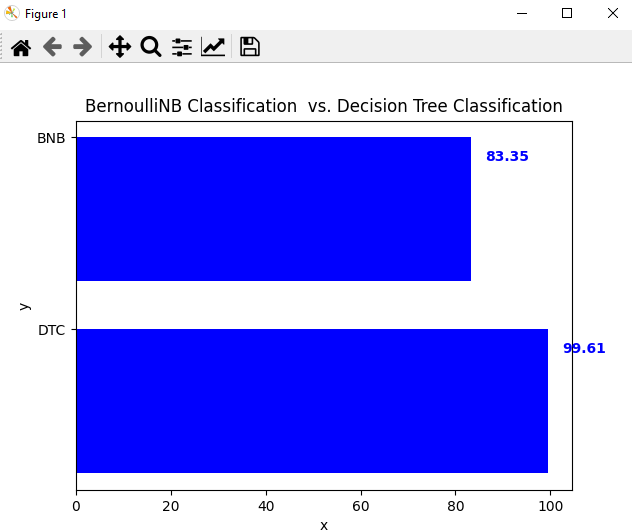 Figure 1
BernoulliNB Classification  vs. Decision Tree Classification
BNB
83.35
y
DTC
99.61
0 20 40 60 80 100
x